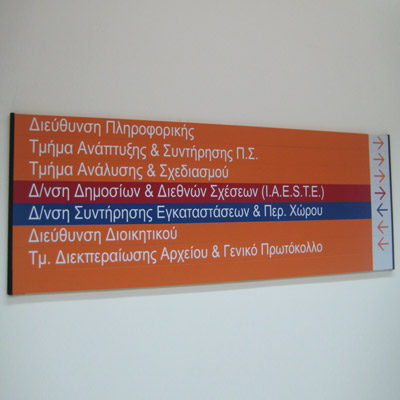 Διεύθυνση Πληροφορικής
Τμήμα Ανάπτυξης & Συντήρησης Π.Σ.
Τμήμα Ανάλυσης & Σχεδιασμού
Δ/νση Δημοσίων & Διεθνών Σχέσεων (I.A.E.S.T.E.)
Δ/νση Συντήρησης Εγκαταστάσεων & Περ. Χώρου
Διεύθυνση Διοικητικού
Τμ. Διεκπεραίωσης Αρχείου & Γενικό Πρωτόκολλο